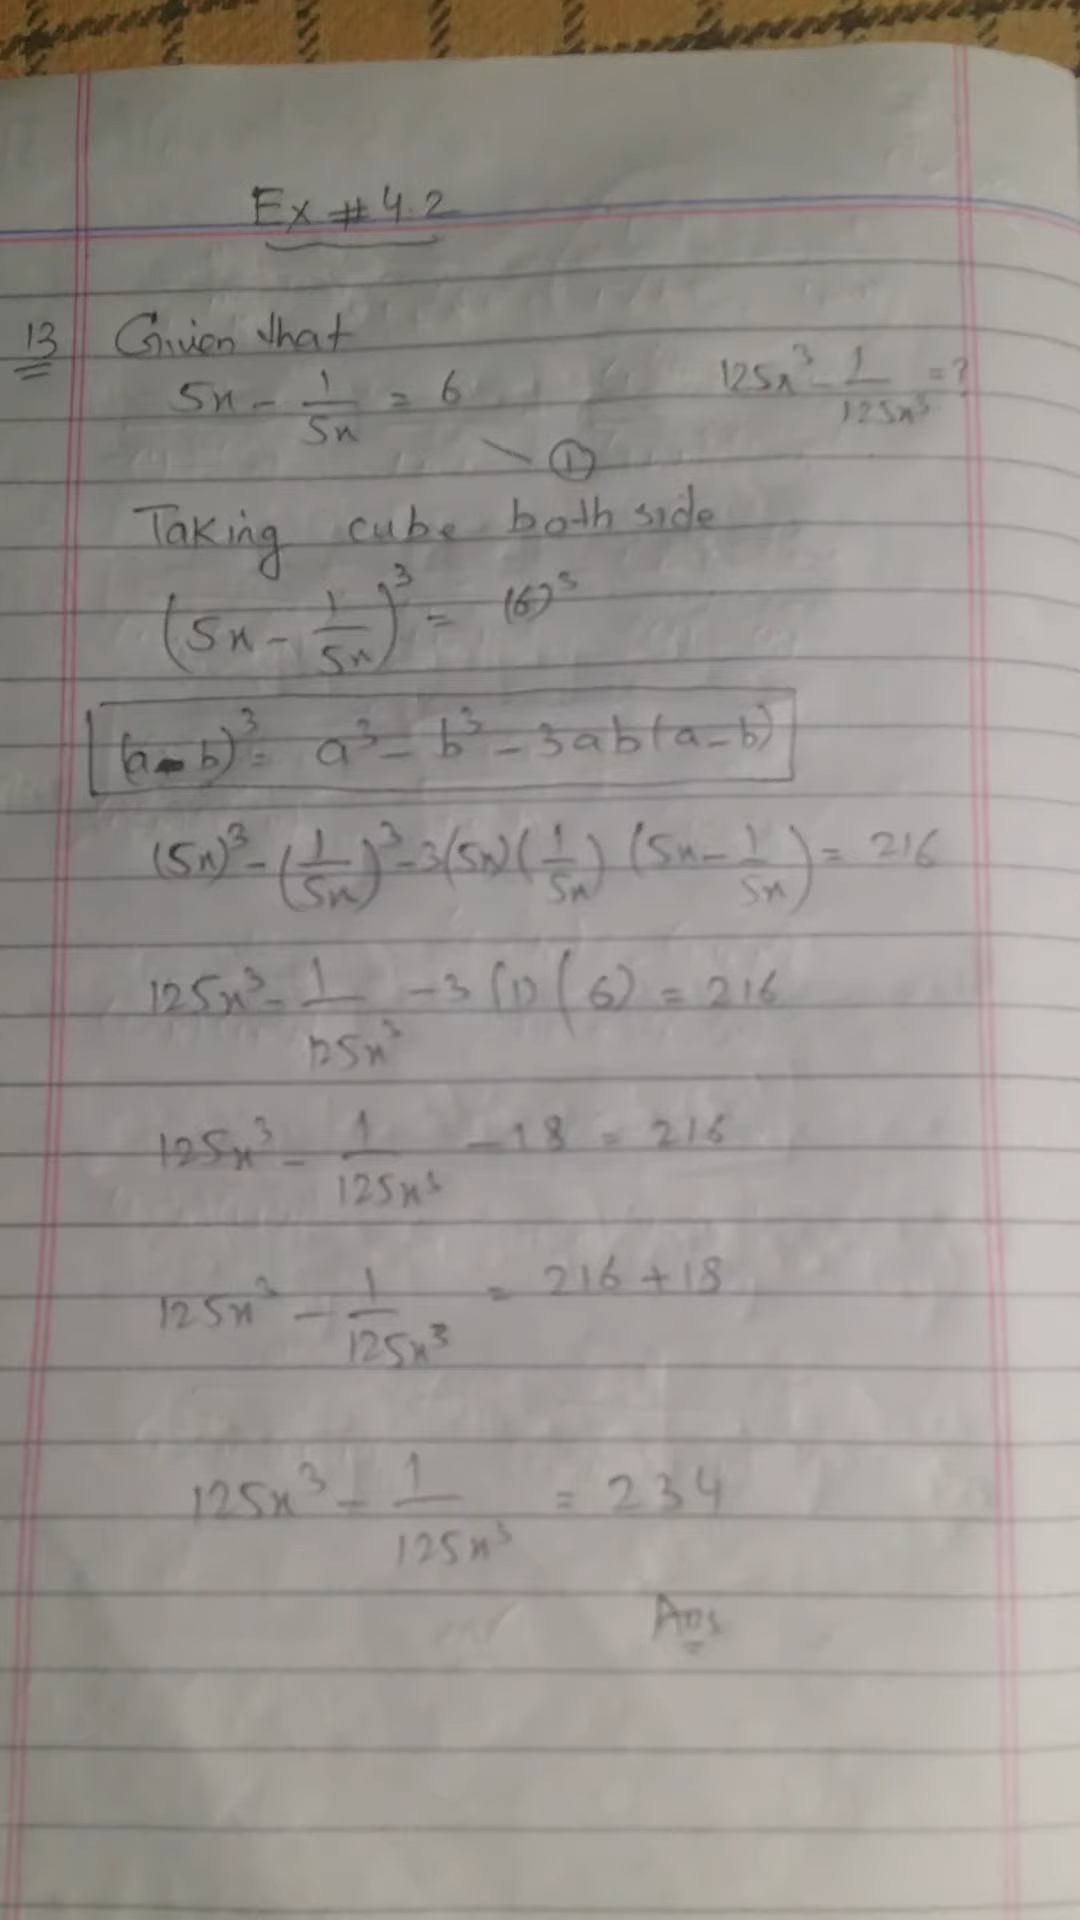 Ex # 4.2
13 Given that
5x - 1/5x = 6 125x³ - 1/125x³ = ?
①
Taking cube both side
(5x - 1/5x)³ = (6)³
(a-b)³ = a³ - b³ - 3ab(a-b)
(5x)³ - (1/5x)³ - 3(5x)(1/5x)(5x - 1/5x) = 216
125x³ - 1/125x³ - 3(1)(6) = 216
125x³ - 1/125x³ - 18 = 216
125x³ - 1/125x³ = 216 + 18
125x³ - 1/125x³ = 234
Ans